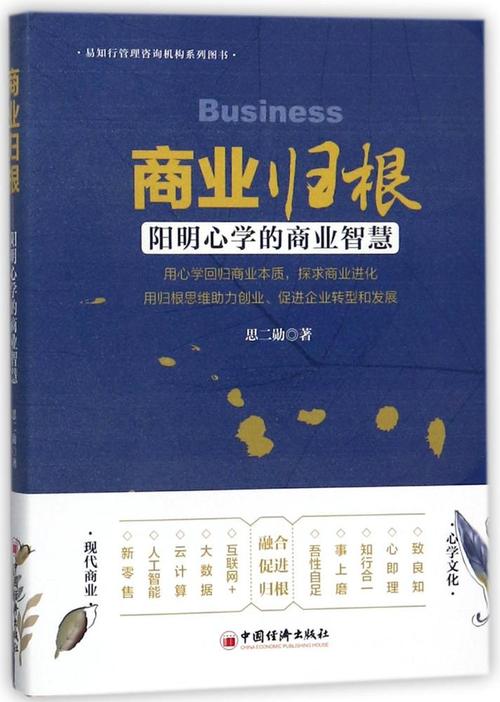 ·易知行管理咨询机构系列图书·
Business
商业归根
阳明心学的商业智慧
用心学回归商业本质，探求商业进化
用归根思维助力创业、促进企业转型和发展
思二勋◎著
商业归根
阳明心学的商业智慧
思二勋◎著
·现代商业·
◇新零售
◇人工智能
◇云计算
◇大数据
◇互联网+
融合
促进
归根
◇吾性自足
◇事上磨
◇知行合一
◇心即理
◇致良知
·心学文化·
中国经济出版社
CHINA ECONOMIC PUBLISHING HOUSE